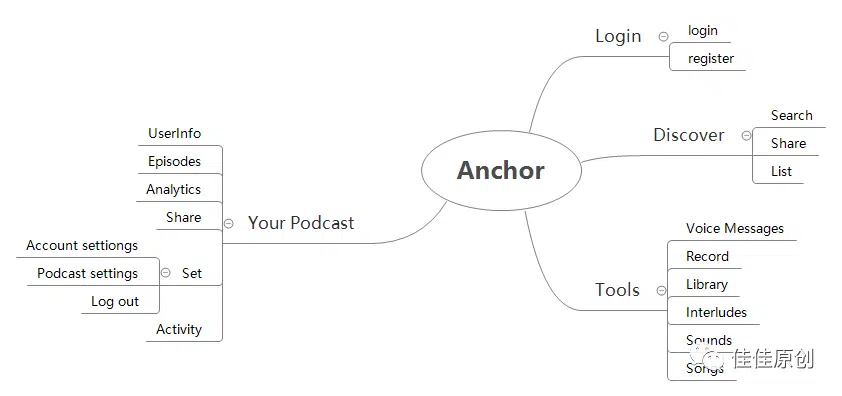 Anchor
Login
login
register
Discover
Search
Share
List
Tools
Voice Messages
Record
Library
Interludes
Sounds
Songs
Your Podcast
UserInfo
Episodes
Analytics
Share
Set
Account settiongs
Podcast settings
Log out
Activity
佳佳原创